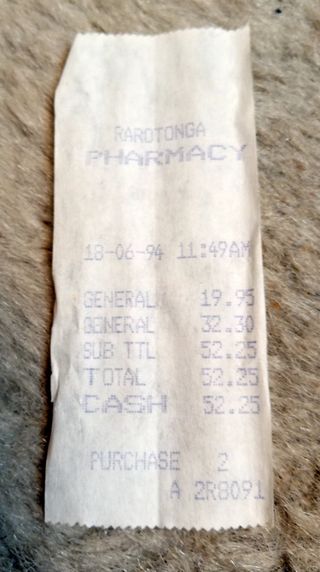 RAROTONGA
PHARMACY
18-06-94 11:49AM
GENERAL 19.95
GENERAL 32.30
SUB TTL 52.25
TOTAL 52.25
CASH 52.25
PURCHASE 2
A 2R8091